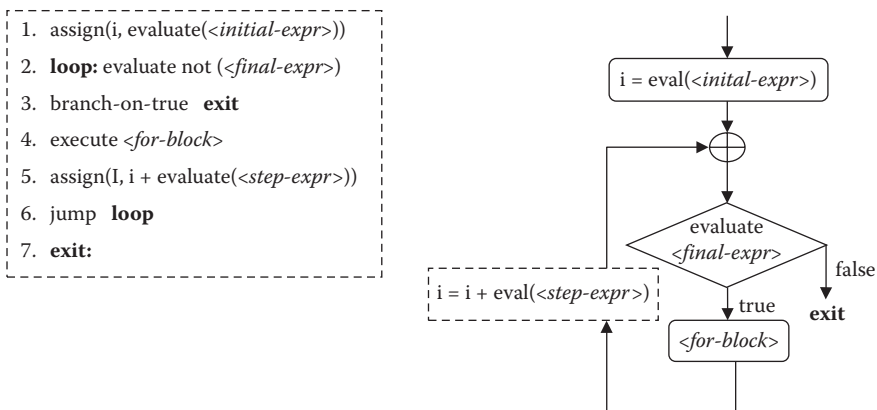 1. assign(i, evaluate(<initial-expr>))
2. loop: evaluate not (<final-expr>)
3. branch-on-true exit
4. execute <for-block>
5. assign(I, i + evaluate(<step-expr>))
6. jump loop
7. exit:
i = eval(<inital-expr>)
evaluate
<final-expr>
false
exit
true
i = i + eval(<step-expr>)
<for-block>